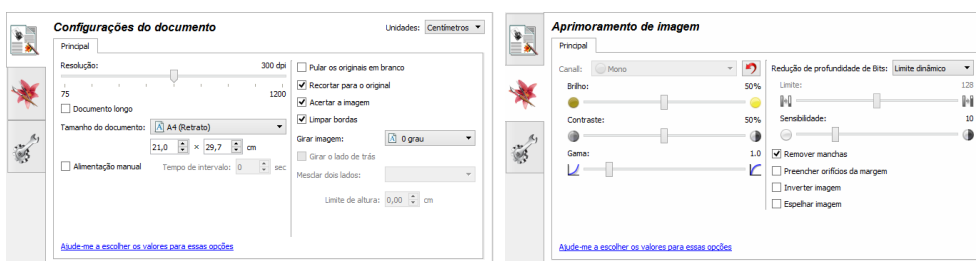 Configurações do documento
Unidades: Centímetros
Principal
Resolução: 300 dpi
75 1200
Documento longo
Tamanho do documento: A4 (Retrato)
21,0 × 29,7 cm
Alimentação manual Tempo de intervalo: 0 sec
Pular os originais em branco
Recortar para o original
Acertar a imagem
Limpar bordas
Girar imagem: 0 grau
Girar o lado de trás
Mesclar dois lados:
Limite de altura: 0,00 cm
Ajude-me a escolher os valores para essas opções
Aprimoramento de imagem
Principal
Canall: Mono
Brilho: 50%
Contraste: 50%
Gama: 1.0
Redução de profundidade de Bits: Limite dinâmico
Limite: 128
Sensibilidade: 10
Remover manchas
Preencher orifícios da margem
Inverter imagem
Espelhar imagem
Ajude-me a escolher os valores para essas opções